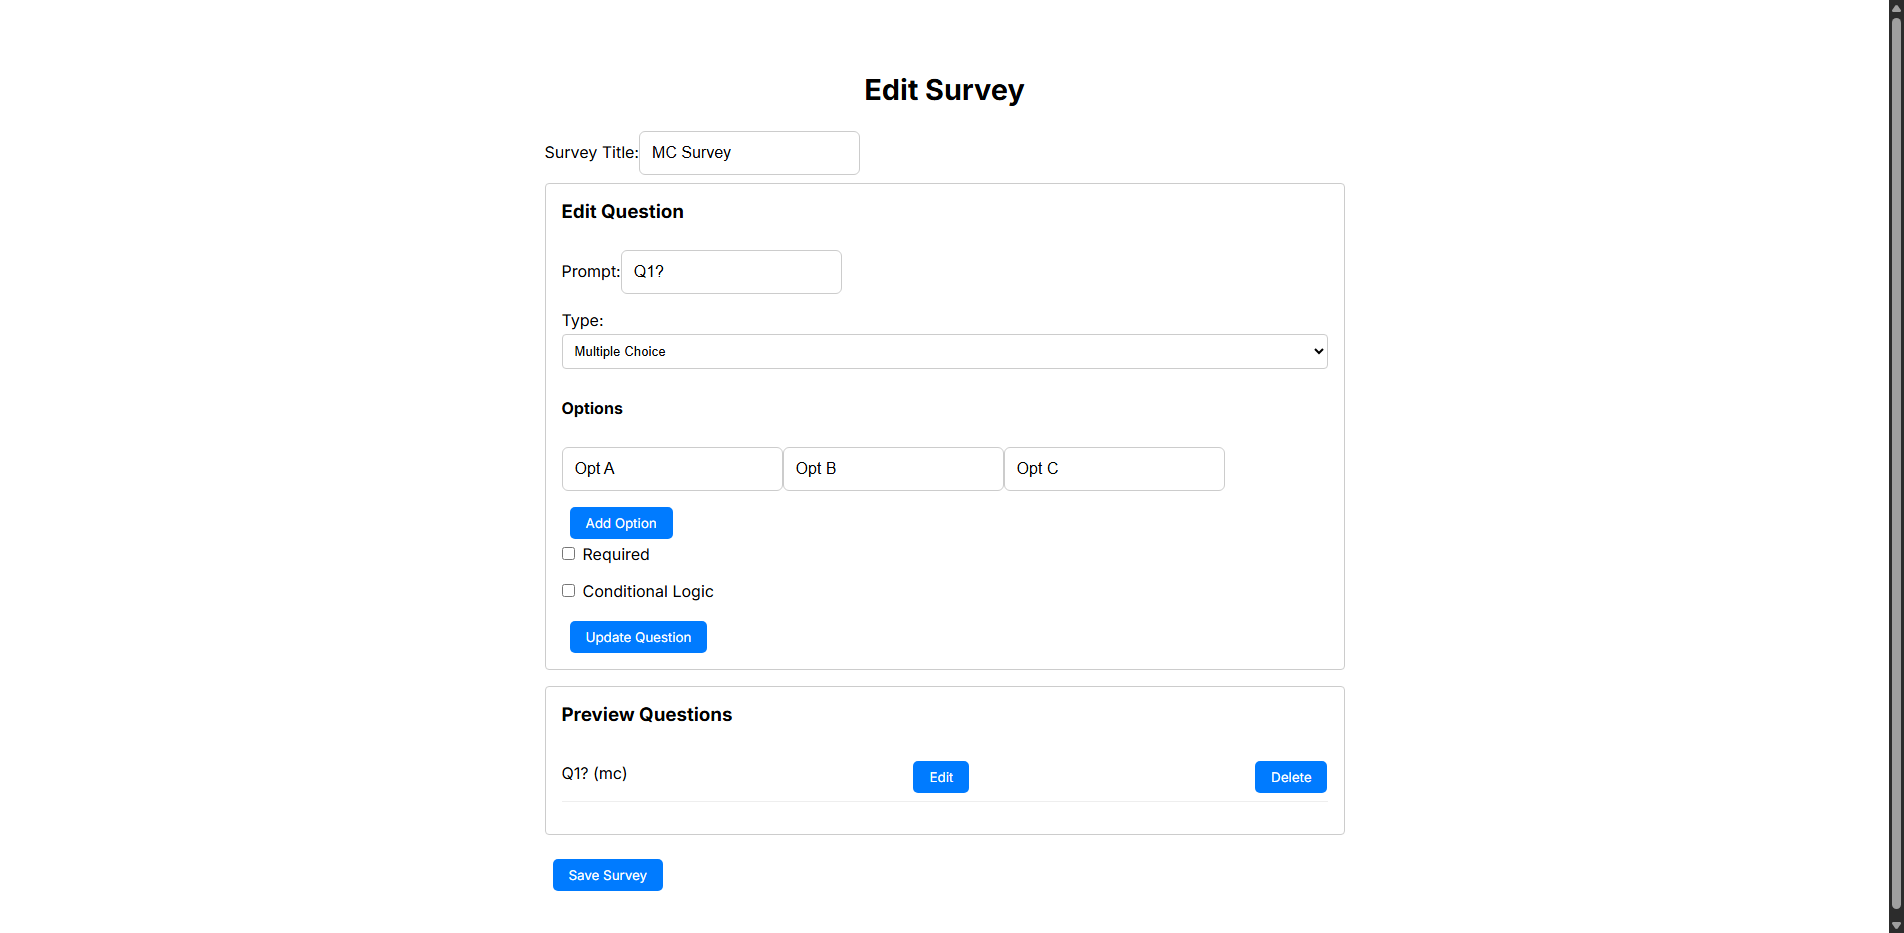 Edit Survey
Survey Title: MC Survey
Edit Question
Prompt: Q1?
Type:
Multiple Choice
Options
Opt A Opt B Opt C
Add Option
Required
Conditional Logic
Update Question
Preview Questions
Q1? (mc) Edit Delete
Save Survey